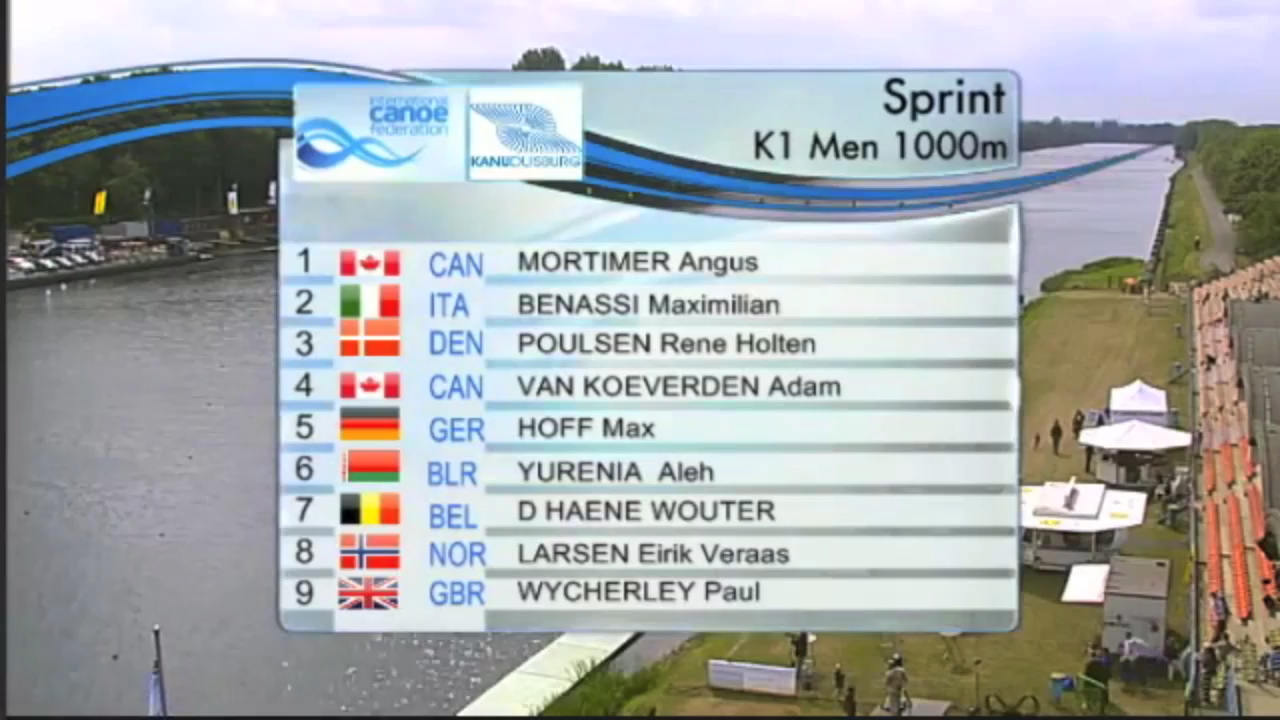 international
canoe
federation
KANUDUISBURG
Sprint
K1 Men 1000m
1 CAN MORTIMER Angus
2 ITA BENASSI Maximilian
3 DEN POULSEN Rene Holten
4 CAN VAN KOEVERDEN Adam
5 GER HOFF Max
6 BLR YURENIA Aleh
7 BEL D HAENE WOUTER
8 NOR LARSEN Eirik Veraas
9 GBR WYCHERLEY Paul